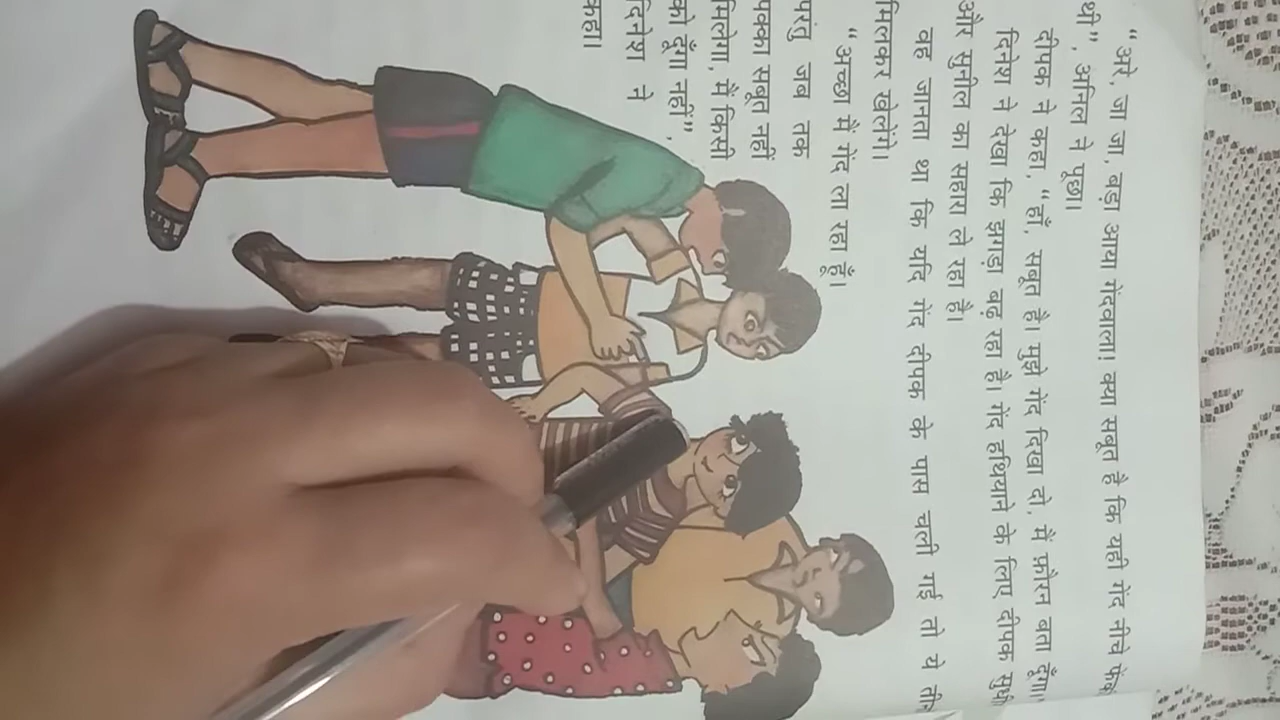 “अरे, जा जा, बड़ा आया गेंदवाला! क्या सबूत है कि यही गेंद नीचे फेंकी
थी”, अनिल ने पूछा।
दीपक ने कहा, “हाँ, सबूत है। मुझे गेंद दिखा दो, मैं फ़ौरन बता दूँगा।”
दिनेश ने देखा कि झगड़ा बढ़ रहा है। गेंद हथियाने के लिए दीपक
और सुनील का सहारा ले रहा है।
वह जानता था कि यदि गेंद दीपक के पास चली गई तो ये
मिलाकर खेलेंगे।
“अच्छा मैं गेंद ला रहा हूँ।
परंतु जब तक
पक्का सबूत नहीं
मिलेगा, मैं किसी
को दूँगा नहीं”,
दिनेश ने
कहा।